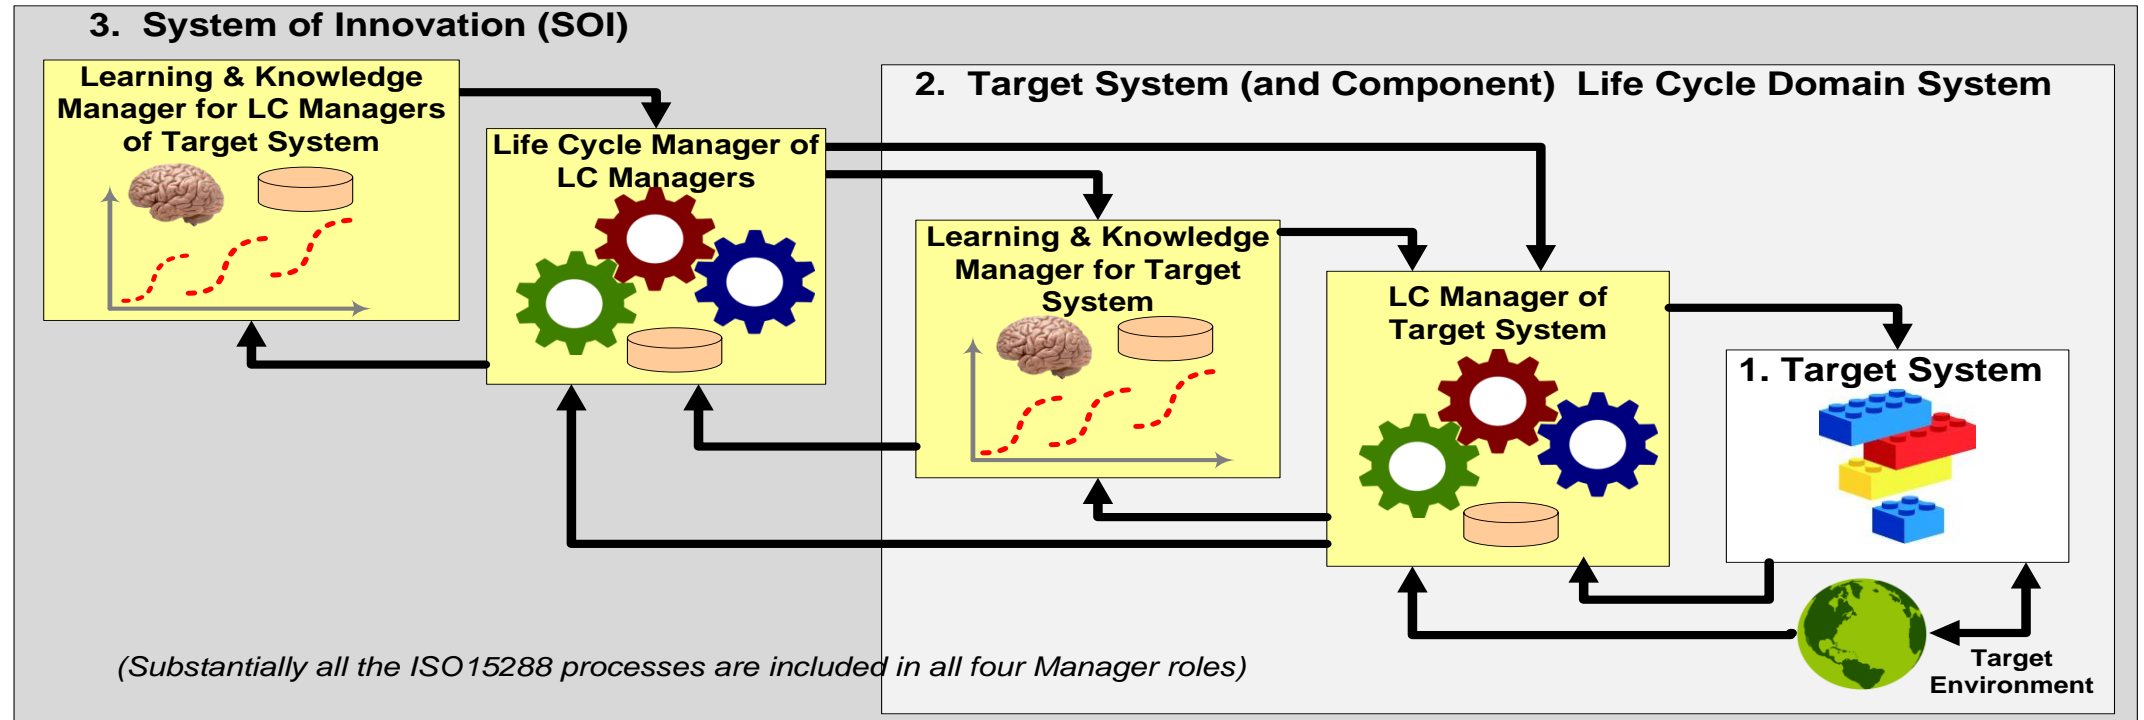 3. System of Innovation (SOI)
Learning & Knowledge
Manager for LC Managers
of Target System
Life Cycle Manager of
LC Managers
2. Target System (and Component) Life Cycle Domain System
Learning & Knowledge
Manager for Target
System
LC Manager of
Target System
1. Target System
Target
Environment
(Substantially all the ISO15288 processes are included in all four Manager roles)